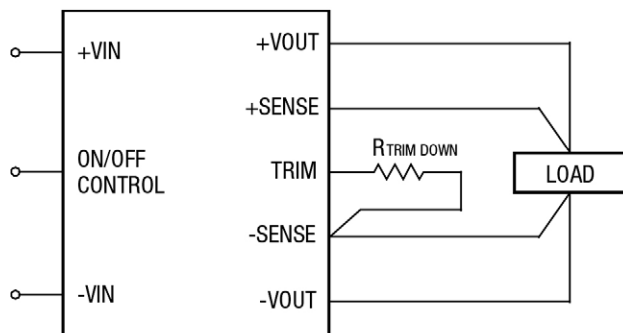 +VIN
ON/OFF
CONTROL
-VIN
+VOUT
+SENSE
TRIM
-SENSE
-VOUT
RTRIM DOWN
LOAD